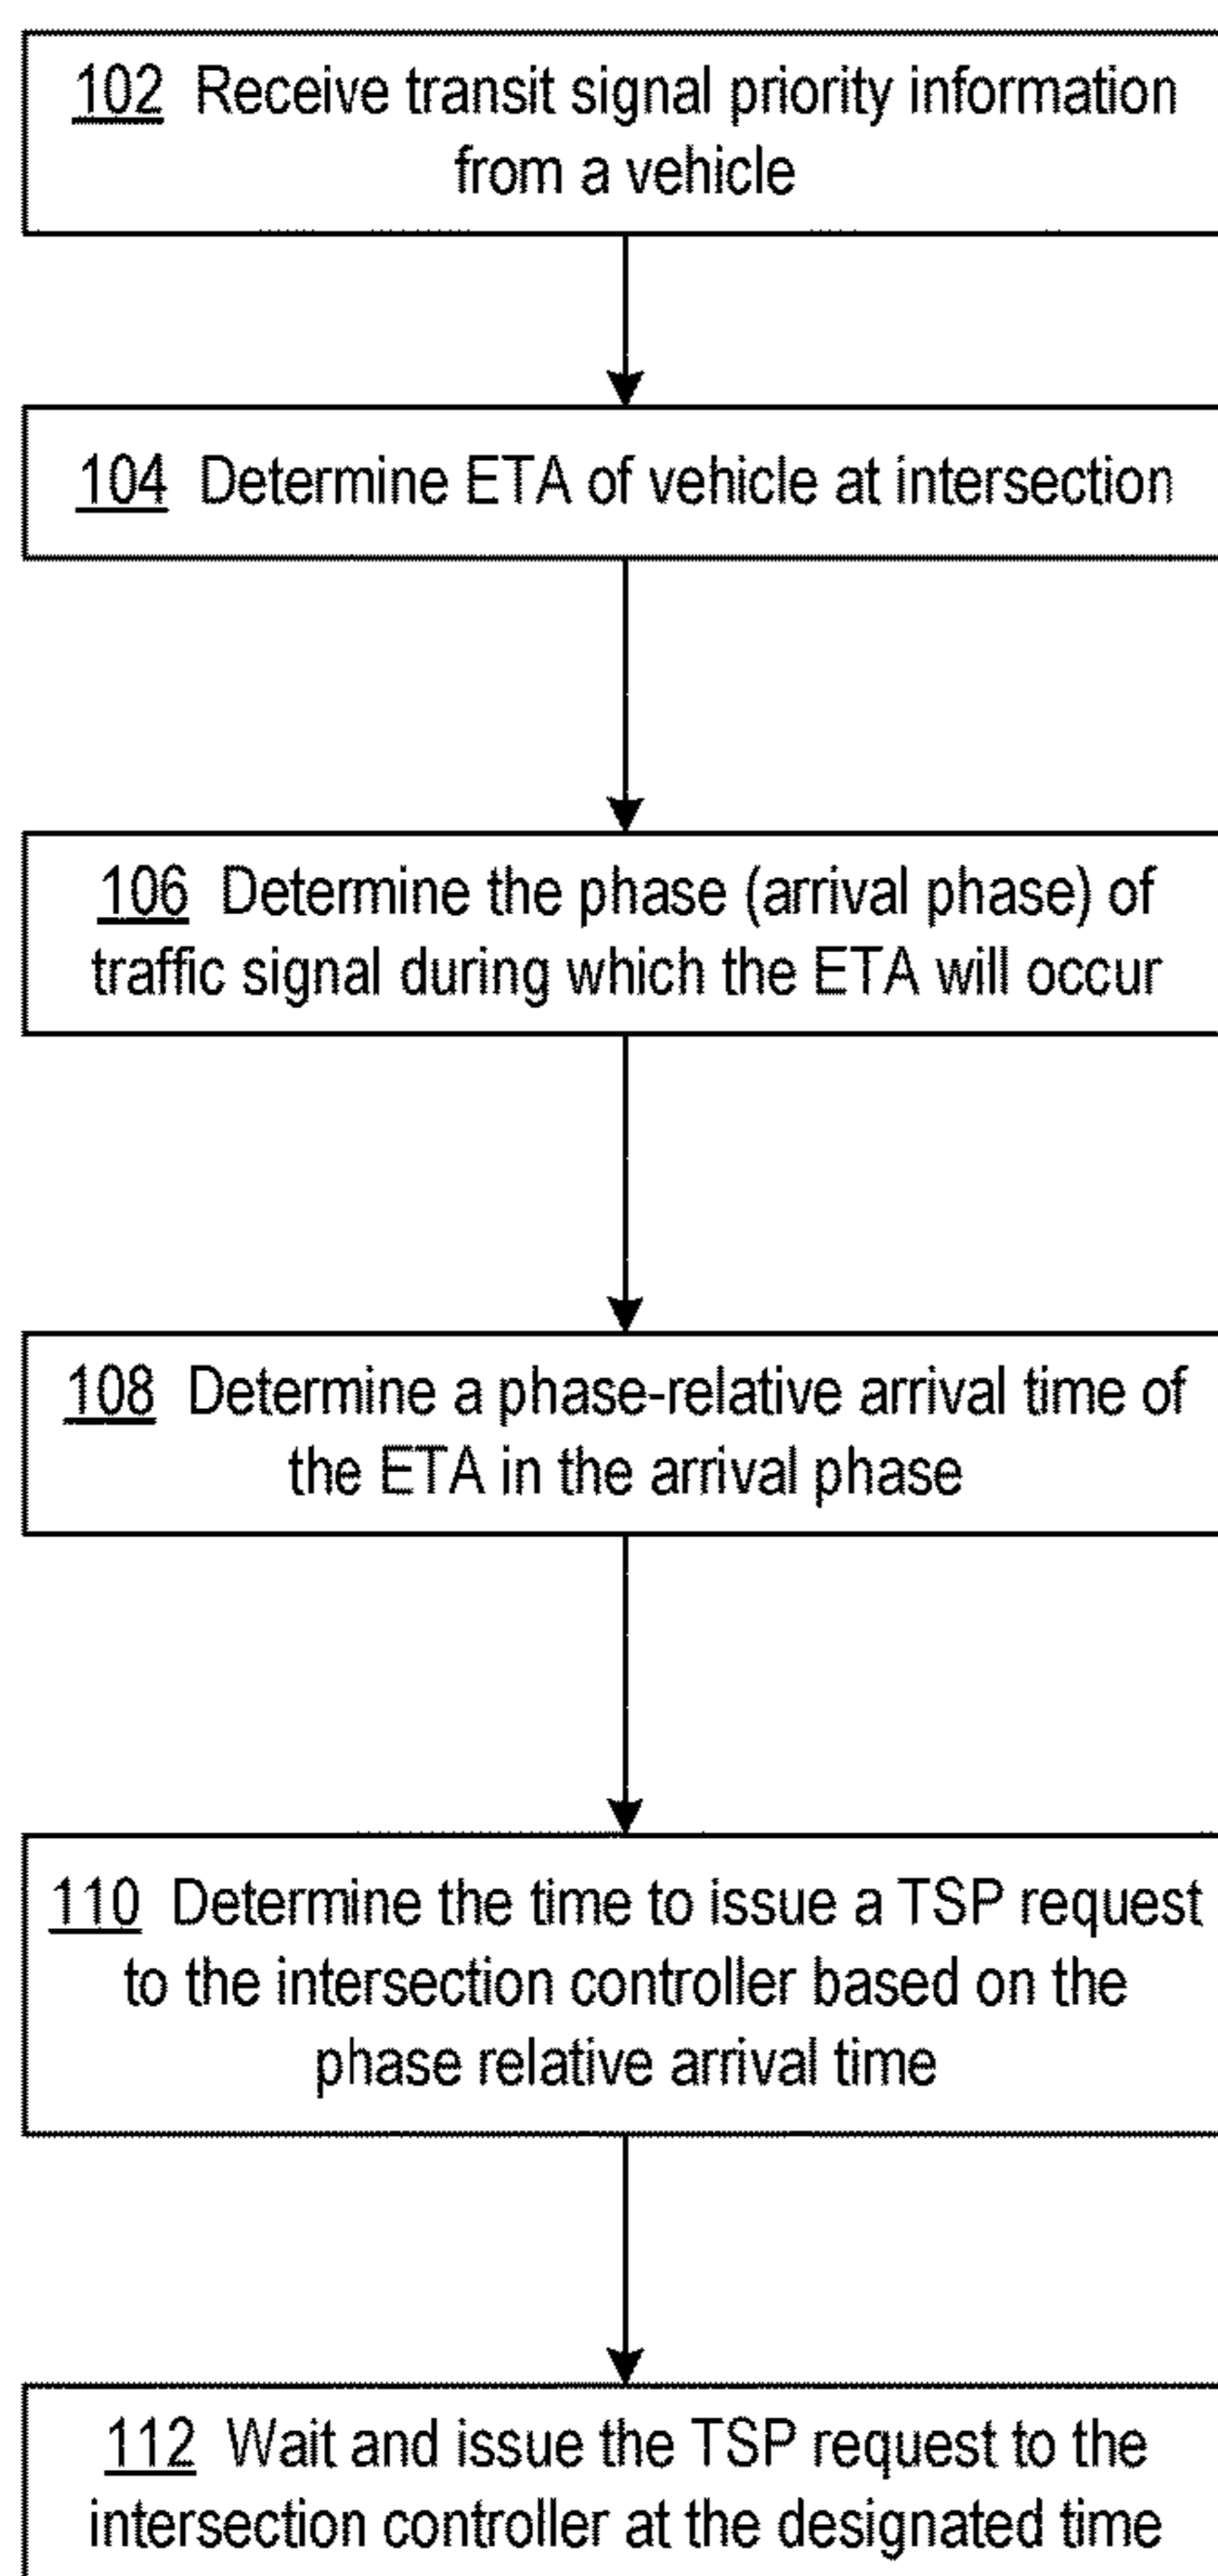 102 Receive transit signal priority information
from a vehicle
104 Determine ETA of vehicle at intersection
106 Determine the phase (arrival phase) of
traffic signal during which the ETA will occur
108 Determine a phase-relative arrival time of
the ETA in the arrival phase
110 Determine the time to issue a TSP request
to the intersection controller based on the
phase relative arrival time
112 Wait and issue the TSP request to the
intersection controller at the designated time